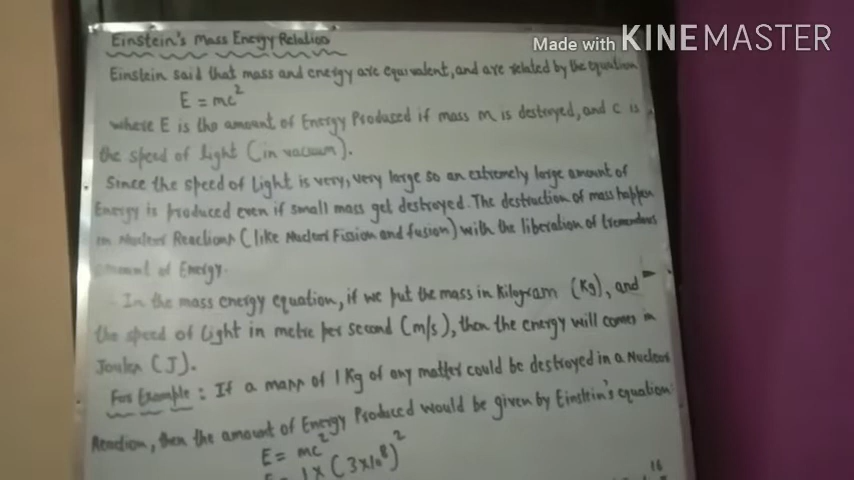 Made with KINEMASTER
Einstein's Mass Energy Relation
Einstein said that mass and energy are equivalent, and are related by the equation
E = mc²
where E is the amount of Energy Produced if mass m is destroyed, and c is
the speed of light (in vacuum).
Since the speed of Light is very, very large so an extremely large amount of
Energy is produced even if small mass get destroyed. The destruction of mass happen
in Nuclear Reactions (like Nuclear Fission and fusion) with the liberation of tremendous
amount of Energy.
In the mass energy equation, if we put the mass in Kilogram (Kg), and
the speed of light in metre per second (m/s), then the energy will comes in
Joules (J).
For Example : If a mass of 1 Kg of any matter could be destroyed in a Nuclear
Reaction, then the amount of Energy Produced would be given by Einstein's equation:
E = mc²
1 × (3×10⁸)²
16